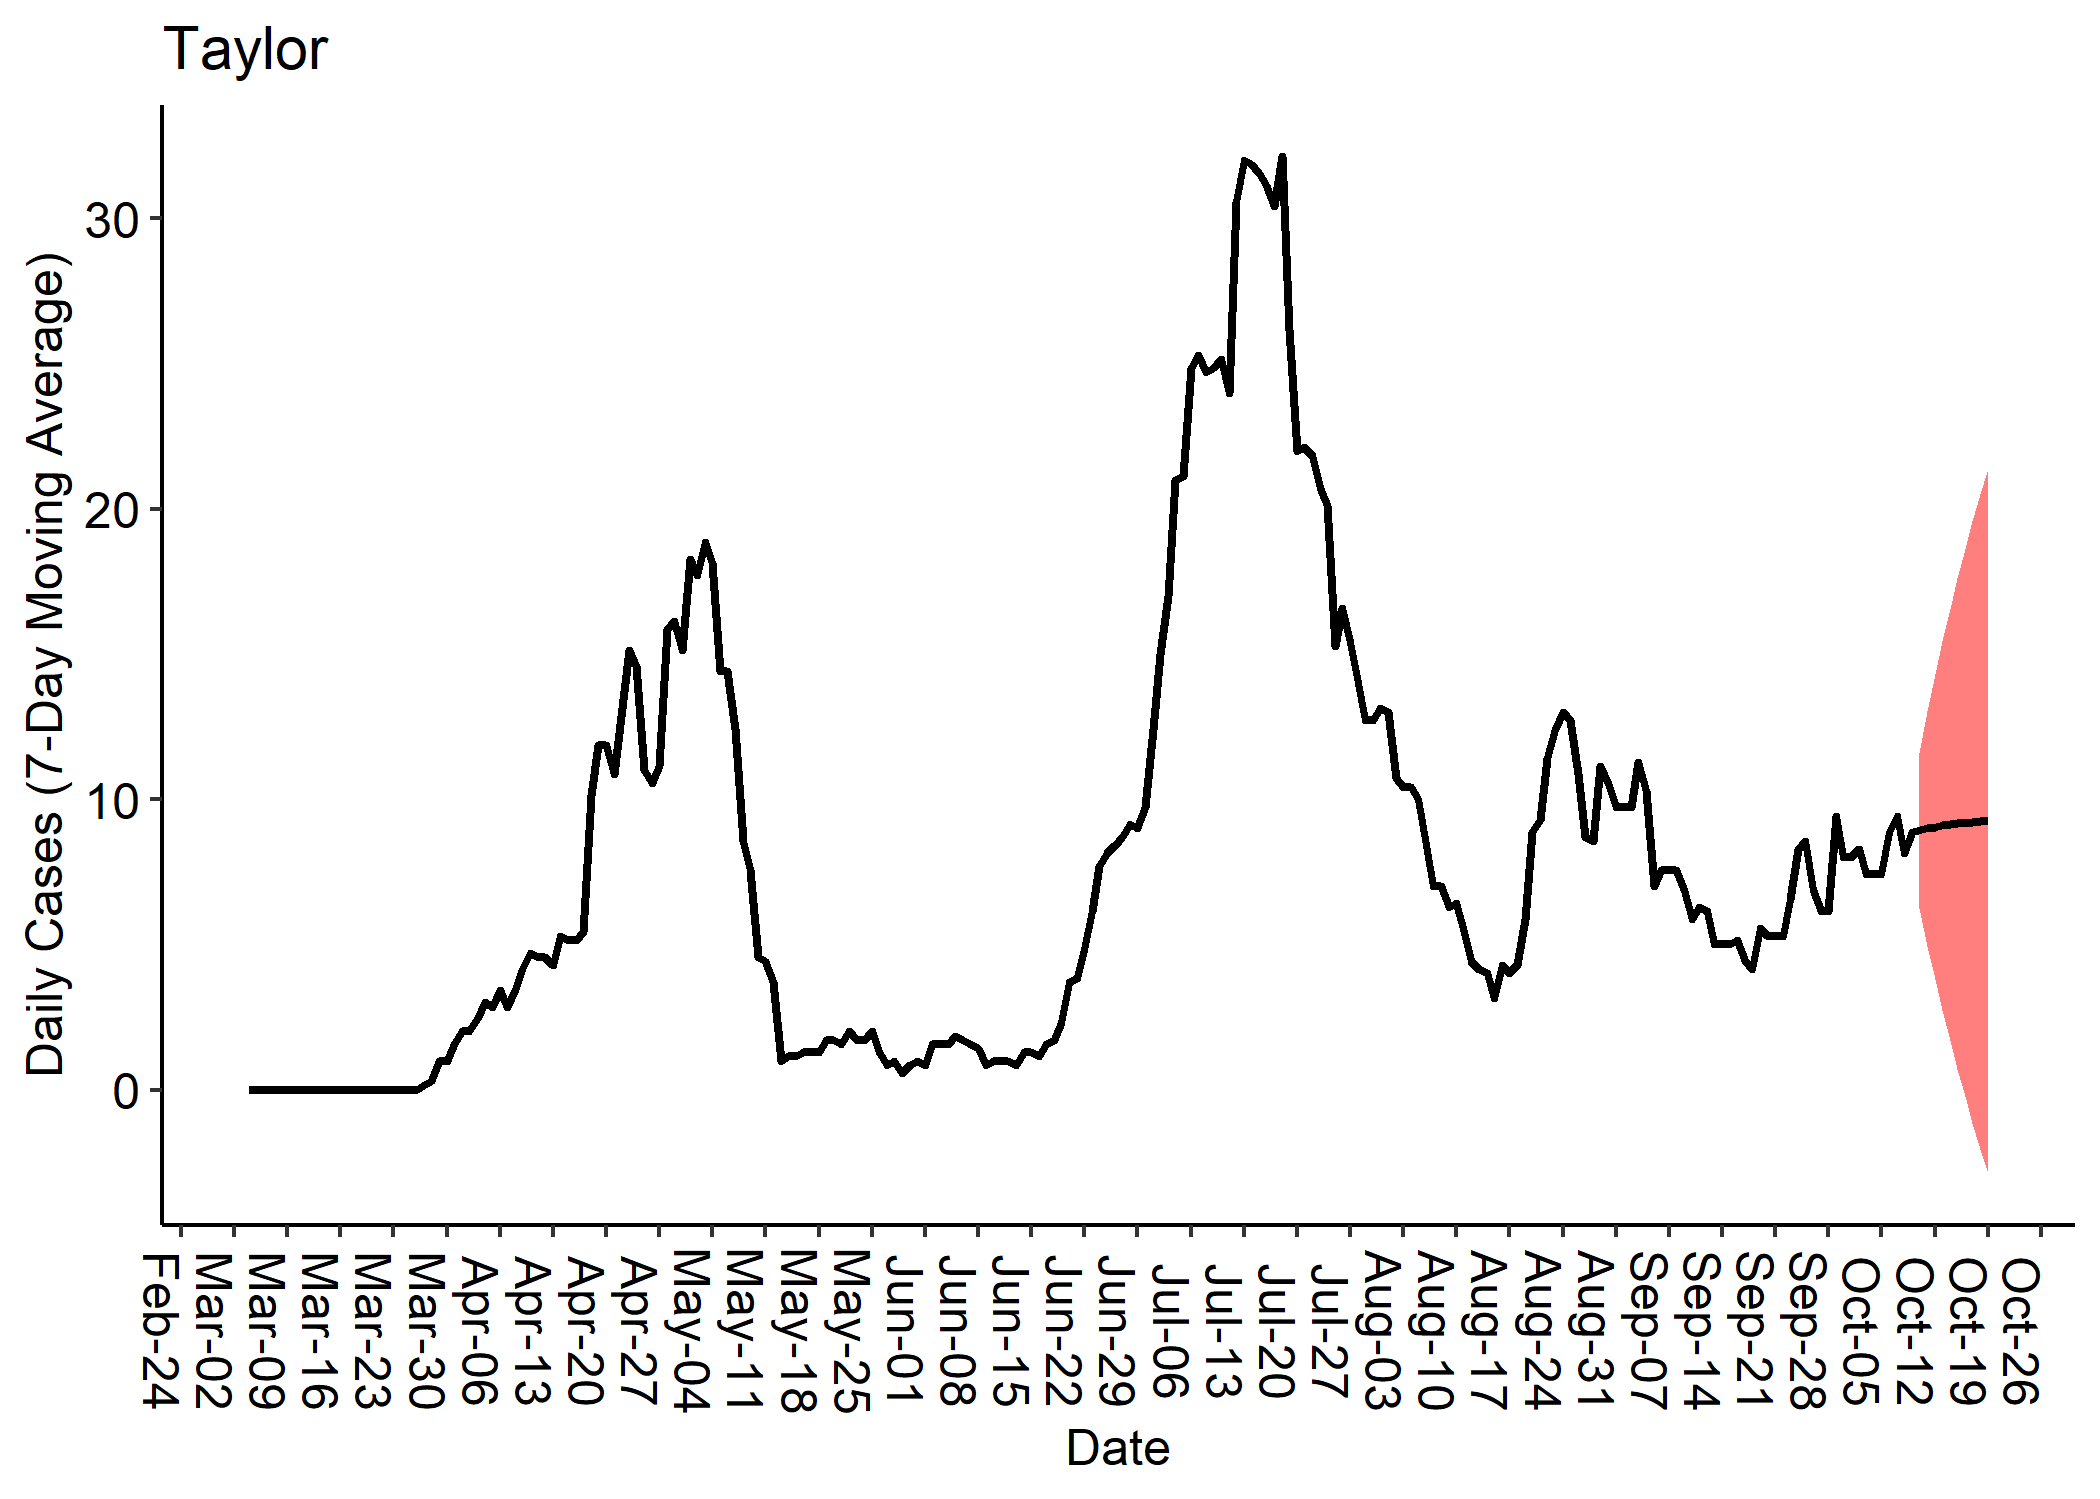 Taylor
Daily Cases (7-Day Moving Average)
30
20
10
0
Feb-24
Mar-02
Mar-09
Mar-16
Mar-23
Mar-30
Apr-06
Apr-13
Apr-20
Apr-27
May-04
May-11
May-18
May-25
Jun-01
Jun-08
Jun-15
Jun-22
Jun-29
Jul-06
Jul-13
Jul-20
Jul-27
Aug-03
Aug-10
Aug-17
Aug-24
Aug-31
Sep-07
Sep-14
Sep-21
Sep-28
Oct-05
Oct-12
Oct-19
Oct-26
Date